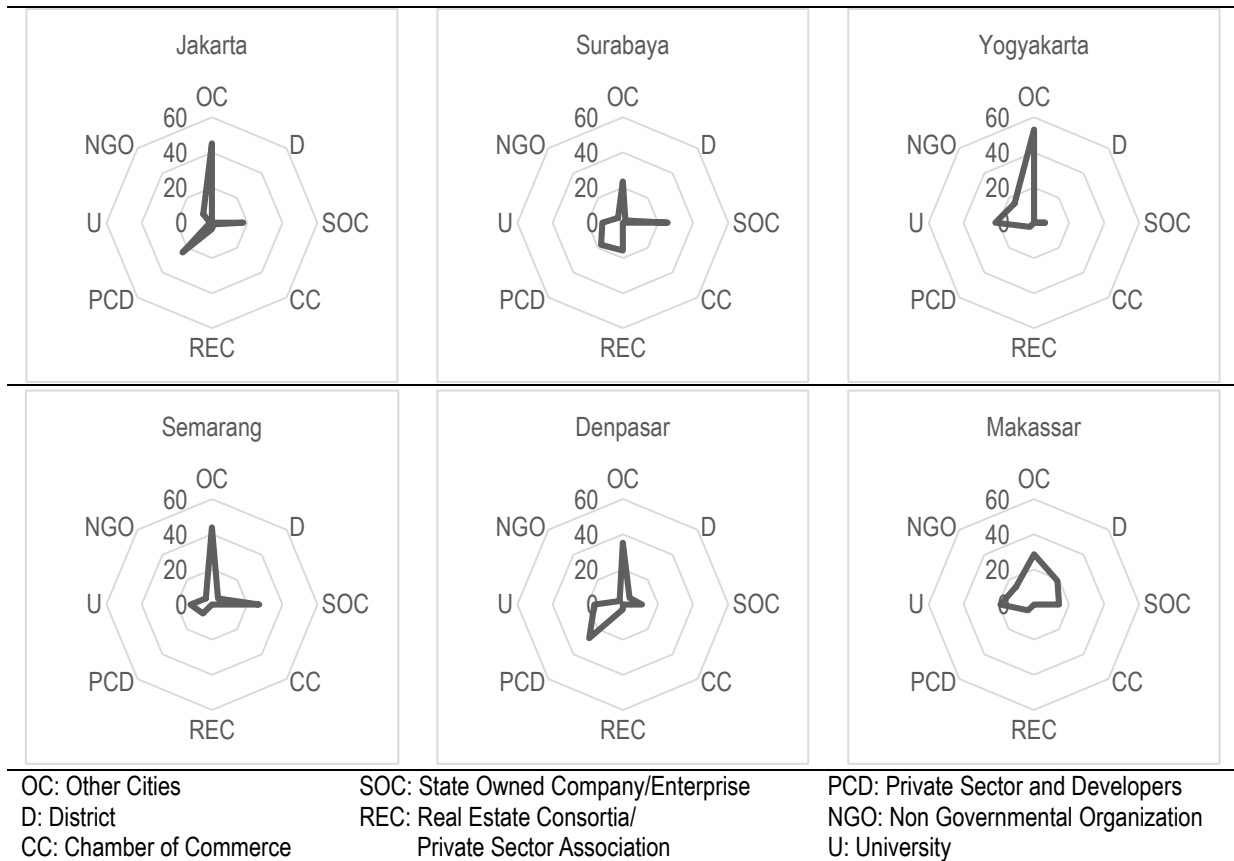 Jakarta
OC
60
D
NGO
40
20
U
0
SOC
PCD
CC
REC
Surabaya
OC
60
D
NGO
40
20
U
0
SOC
PCD
CC
REC
Yogyakarta
OC
60
D
NGO
40
20
U
0
SOC
PCD
CC
REC
Semarang
OC
60
D
NGO
40
20
U
0
SOC
PCD
CC
REC
Denpasar
OC
60
D
NGO
40
20
U
0
SOC
PCD
CC
REC
Makassar
OC
60
D
NGO
40
20
U
0
SOC
PCD
CC
REC
OC: Other Cities
D: District
CC: Chamber of Commerce
SOC: State Owned Company/Enterprise
REC: Real Estate Consortia/
Private Sector Association
PCD: Private Sector and Developers
NGO: Non Governmental Organization
U: University